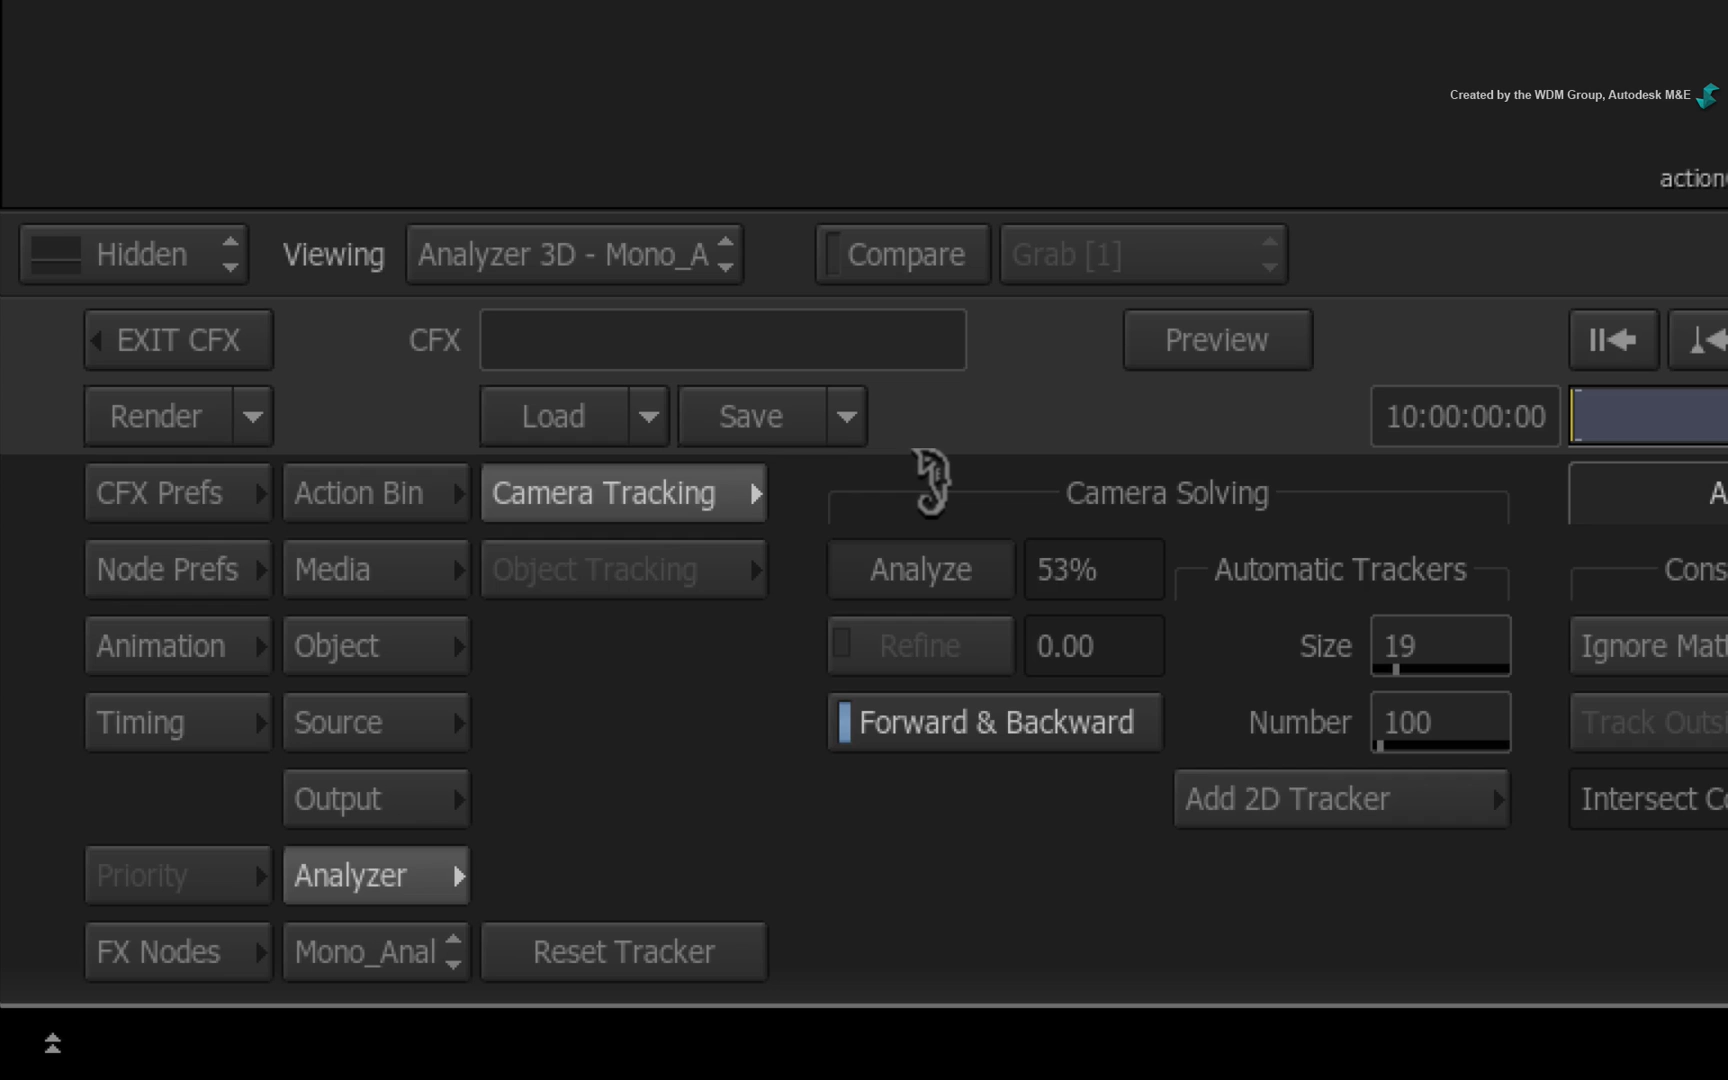 Created by the WDM Group, Autodesk M&E
action
Hidden Viewing Analyzer 3D - Mono_A Compare Grab [1]
EXIT CFX CFX Preview
Render Load Save 10:00:00:00
CFX Prefs Action Bin Camera Tracking Camera Solving A
Node Prefs Media Object Tracking Analyze 53% Automatic Trackers Cons
Animation Object Refine 0.00 Size 19 Ignore Matt
Timing Source Forward & Backward Number 100 Track Outsi
Output Add 2D Tracker Intersect Co
Priority Analyzer
FX Nodes Mono_Anal Reset Tracker